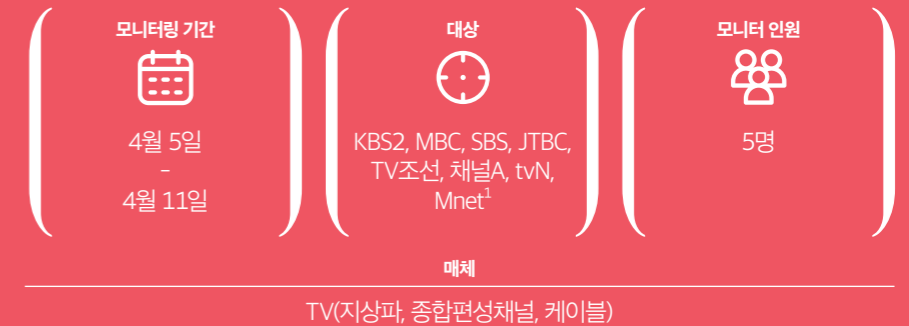 모니터링 기간
4월 5일
-
4월 11일
대상
KBS2, MBC, SBS, JTBC,
TV조선, 채널A, tvN,
Mnet¹
모니터 인원
5명
매체
TV(지상파, 종합편성채널, 케이블)